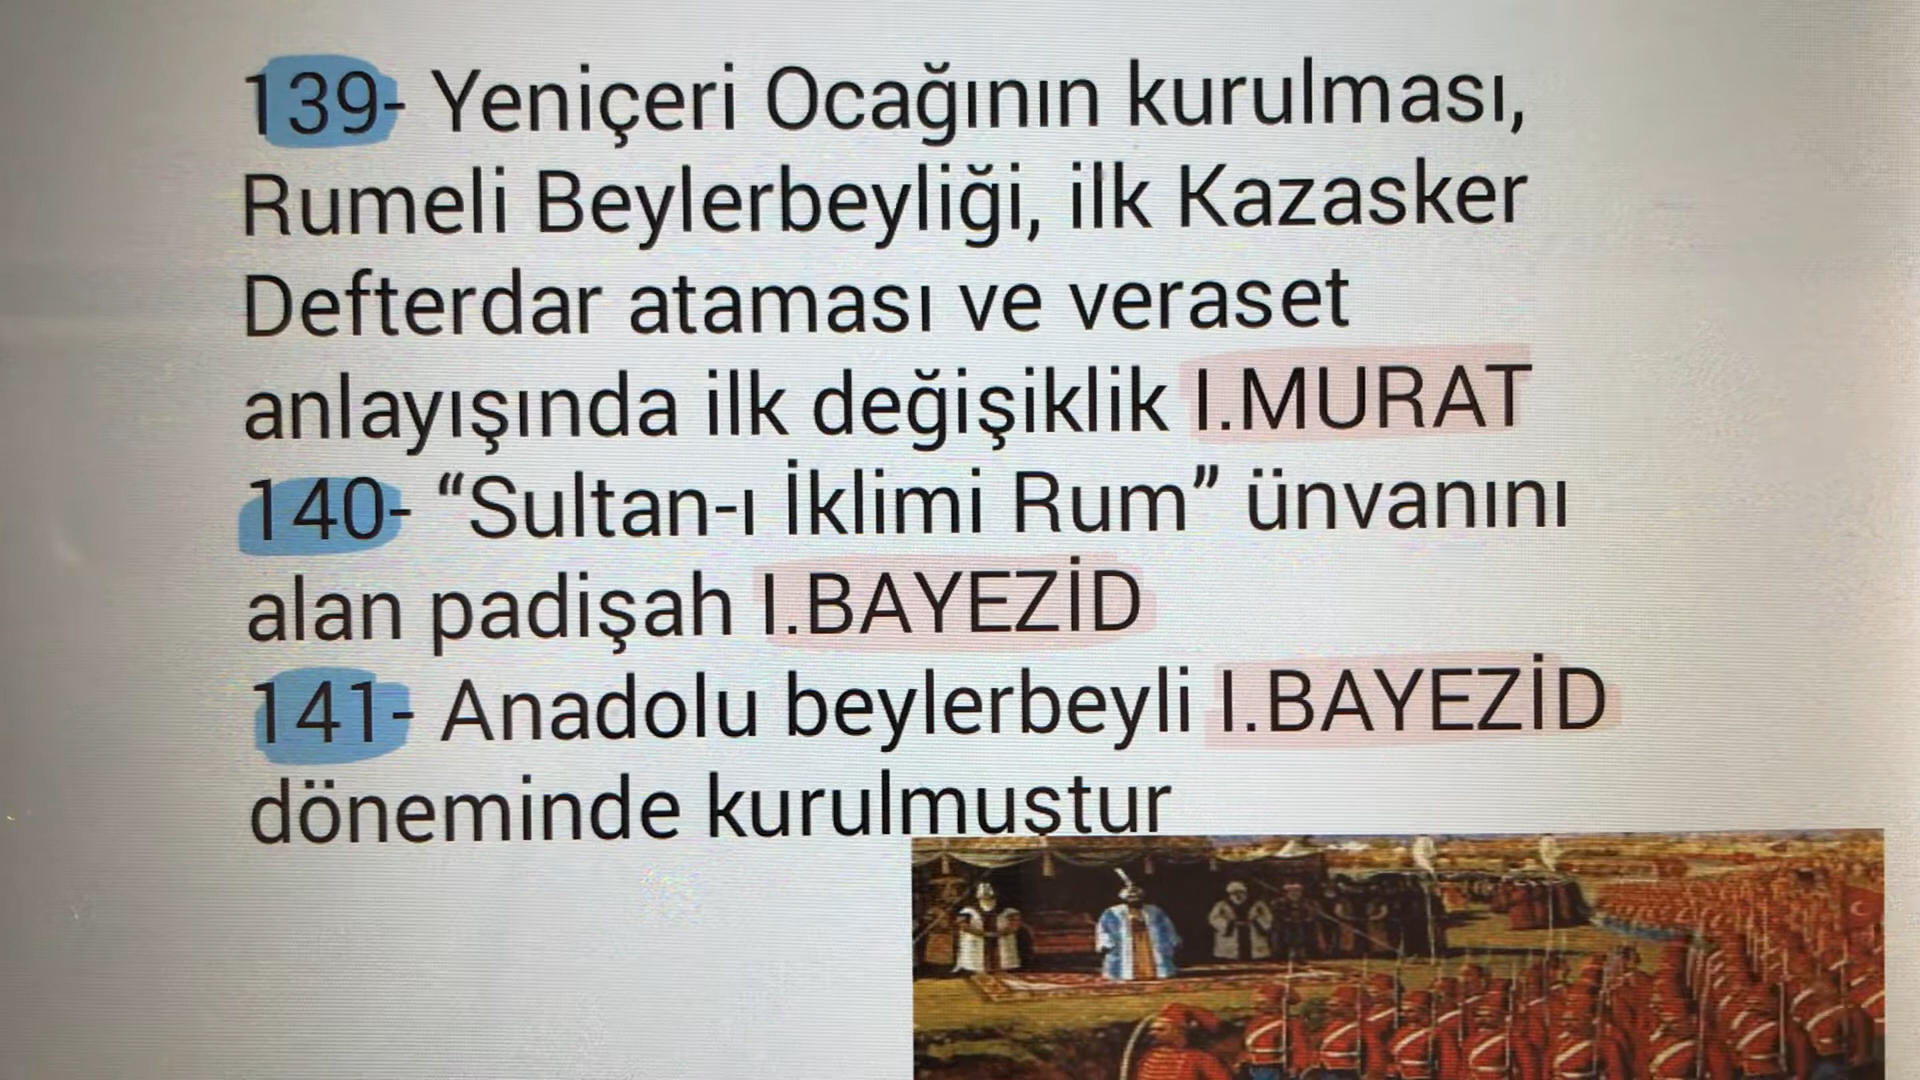 139- Yeniçeri Ocağının kurulması,
Rumeli Beylerbeyliği, ilk Kazasker
Defterdar ataması ve veraset
anlayışında ilk değişiklik I.MURAT
140- “Sultan-ı İklimi Rum” ünvanını
alan padişah I.BAYEZİD
141- Anadolu beylerbeyli I.BAYEZİD
döneminde kurulmuştur